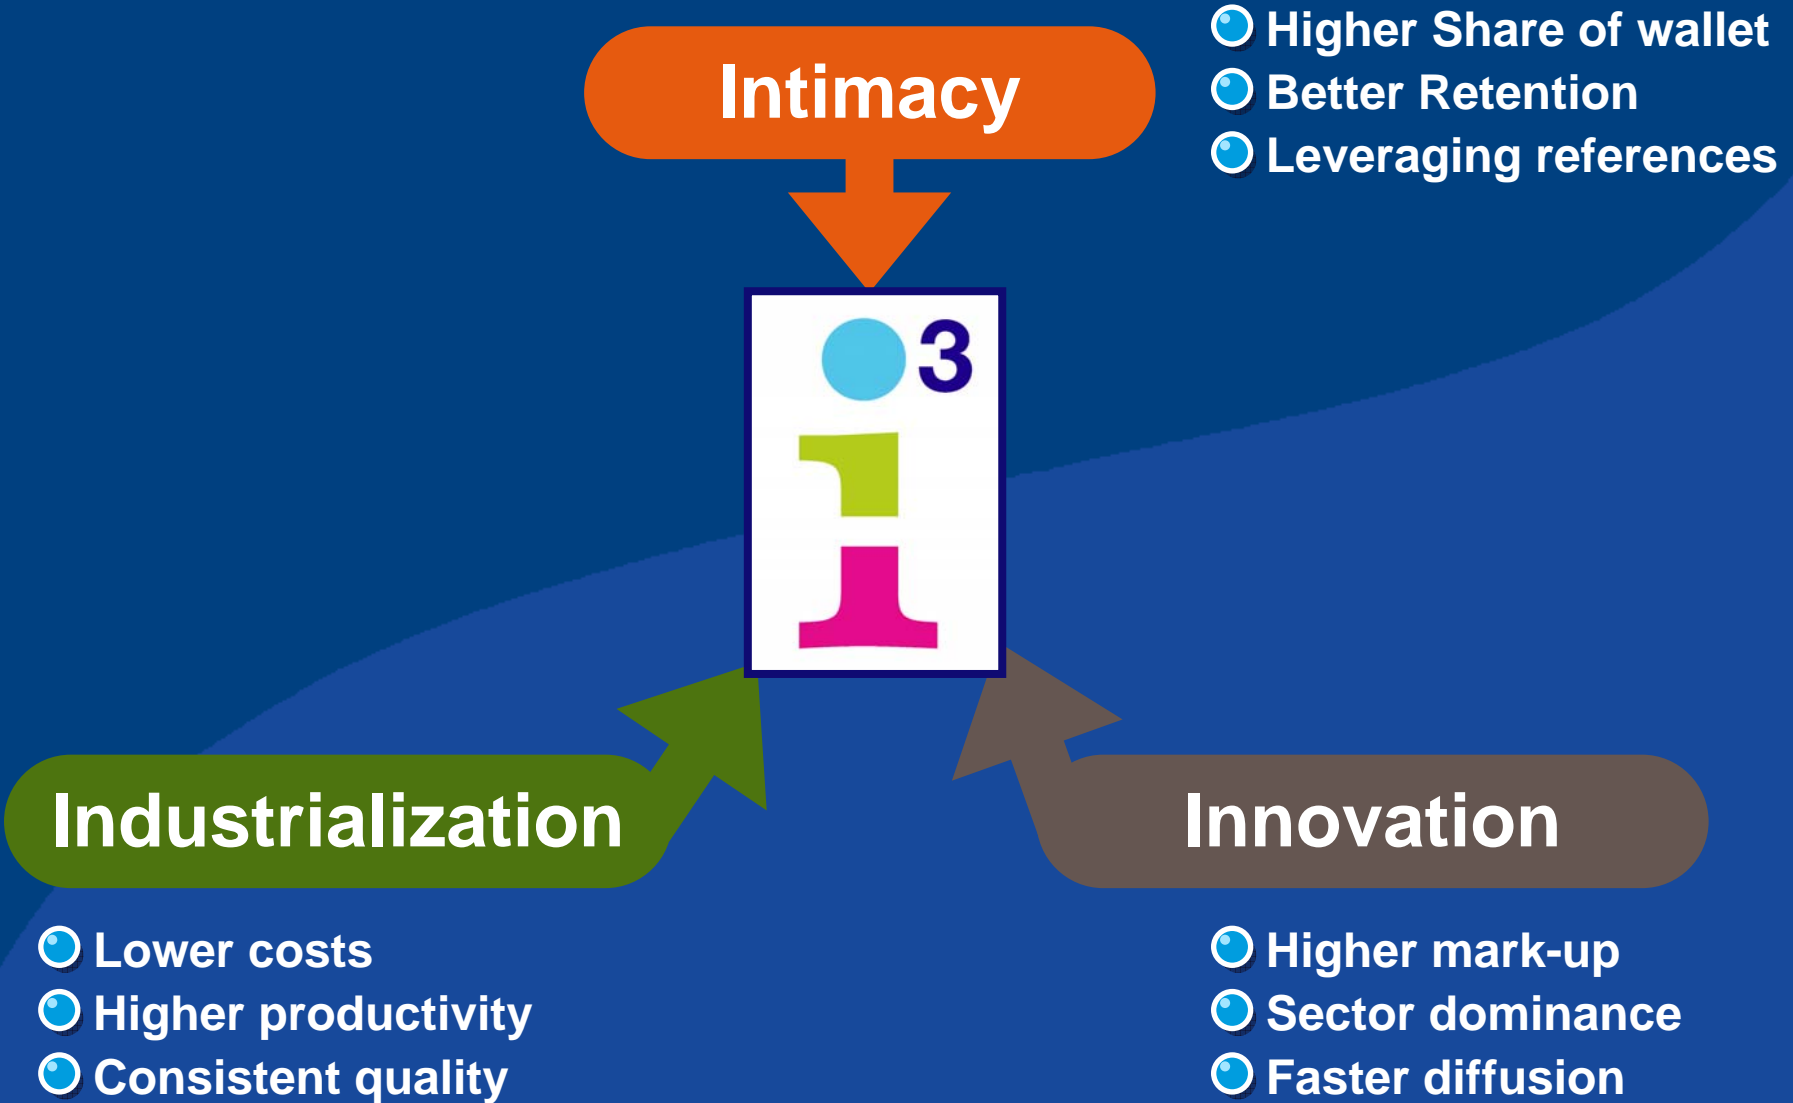 Intimacy
Higher Share of wallet
Better Retention
Leveraging references
i3
Industrialization
Lower costs
Higher productivity
Consistent quality
Innovation
Higher mark-up
Sector dominance
Faster diffusion